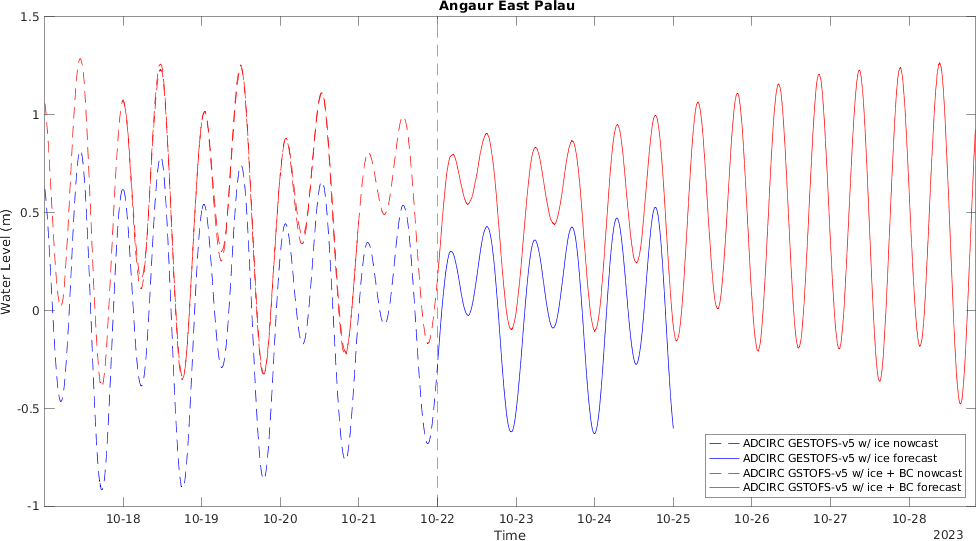 Angaur East Palau
Water Level (m)
1.5
1
0.5
0
-0.5
-1
ADCIRC GESTOFS-v5 w/ ice nowcast
ADCIRC GESTOFS-v5 w/ ice forecast
ADCIRC GSTOFS-v5 w/ ice + BC nowcast
ADCIRC GSTOFS-v5 w/ ice + BC forecast
10-18 10-19 10-20 10-21 10-22 10-23 10-24 10-25 10-26 10-27 10-28
Time
2023